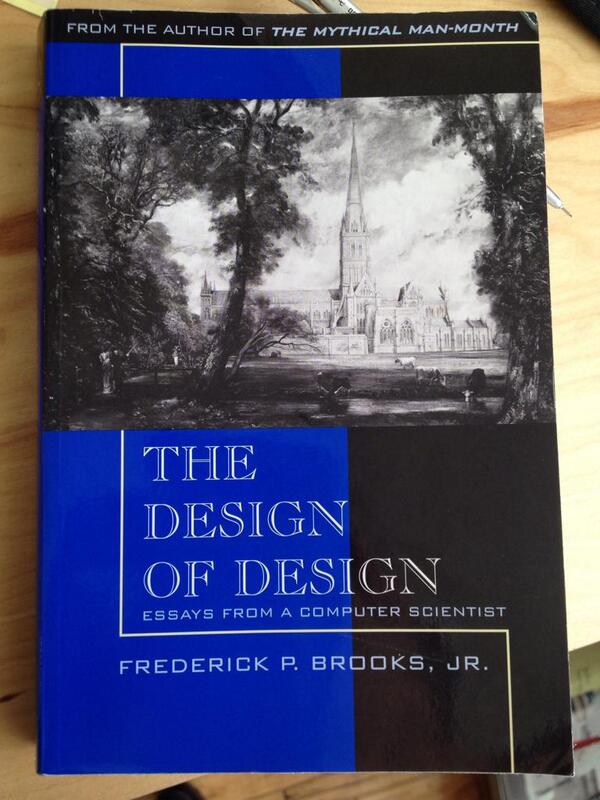 FROM THE AUTHOR OF THE MYTHICAL MAN-MONTH
THE
DESIGN
OF DESIGN
ESSAYS FROM A COMPUTER SCIENTIST
FREDERICK P. BROOKS, JR.